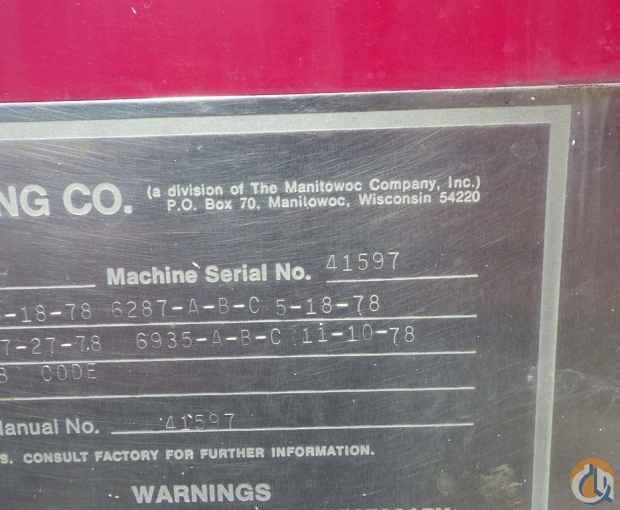 NG CO. (a division of The Manitowoc Company, Inc.)
P.O. Box 70, Manitowoc, Wisconsin 54220
Machine Serial No. 41597
-18-78 6287-A-B-C 5-18-78
7-27-78 6935-A-B-C 11-10-78
CODE
Manual No. 41597
S. CONSULT FACTORY FOR FURTHER INFORMATION.
WARNINGS